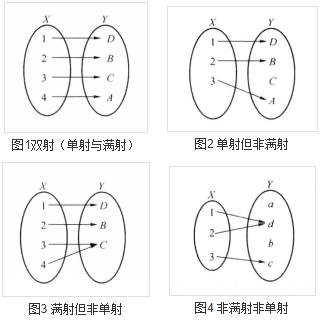 X Y
1 D
2 B
3 C
4 A
图1双射（单射与满射）
X Y
1 D
2 B
3 C
A
图2 单射但非满射
X Y
1 D
2 B
3 C
4
图3 满射但非单射
Y
X a
1 d
2 b
3 c
图4 非满射非单射